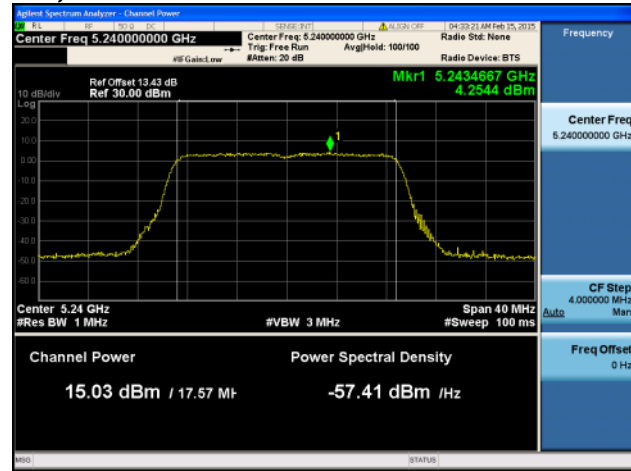 Agilent Spectrum Analyzer - Channel Power
RL RF 50 Ω DC SENSE:INT ALIGN OFF 04:33:21 AM Feb 15, 2015
Center Freq 5.240000000 GHz Center Freq: 5.240000000 GHz Radio Std: None Frequency
Trig: Free Run Avg|Hold: 100/100
#IFGain:Low #Atten: 20 dB Radio Device: BTS
Mkr1 5.2434667 GHz
Ref Offset 13.43 dB
10 dB/div Ref 30.00 dBm 4.2544 dBm
Log
20.0
10.0
0.00
-10.0
-20.0
-30.0
-40.0
-50.0
-60.0
1
Center Freq
5.240000000 GHz
Center 5.24 GHz Span 40 MHz
#Res BW 1 MHz #VBW 3 MHz #Sweep 100 ms
CF Step
4.000000 MHz
Auto Man
Channel Power Power Spectral Density
15.03 dBm / 17.57 MH -57.41 dBm /Hz
Freq Offset
0 Hz
MSG STATUS